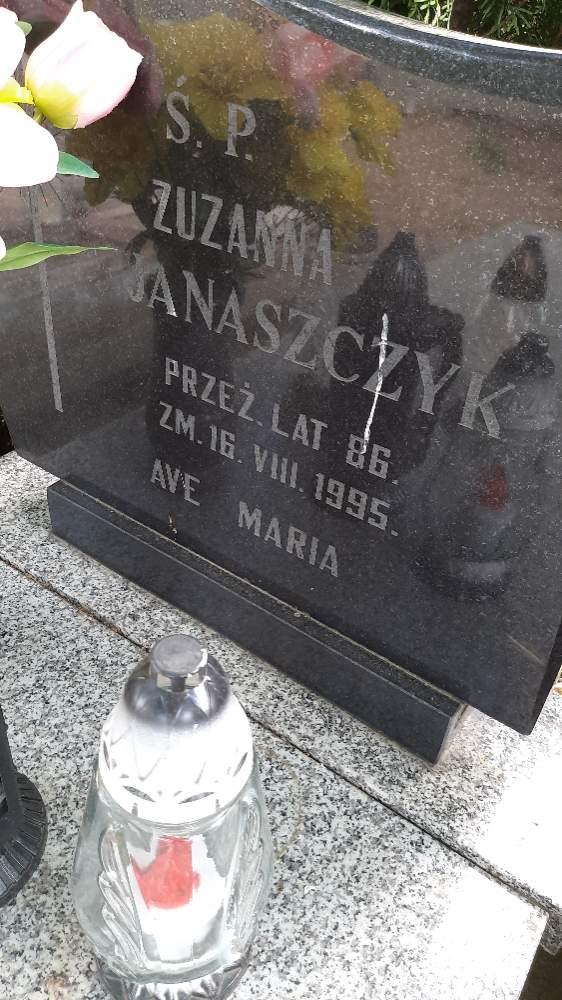 Ś. P.
ZUZANNA
JANASZCZYK
PRZEŻ. LAT 86.
ZM. 16. VIII. 1995.
AVE MARIA